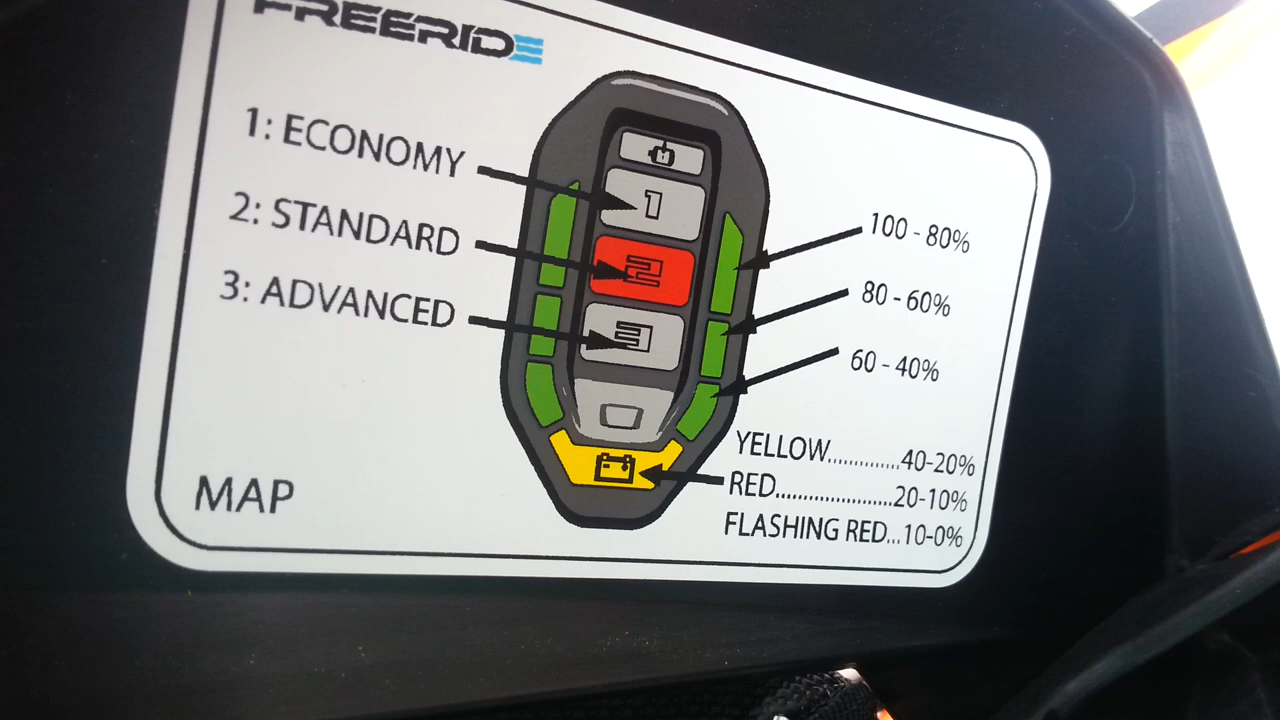 FREERIDE
1: ECONOMY
2: STANDARD
3: ADVANCED
1
2
3
100 - 80%
80 - 60%
60 - 40%
YELLOW..............40-20%
RED.....................20-10%
FLASHING RED...10-0%
MAP